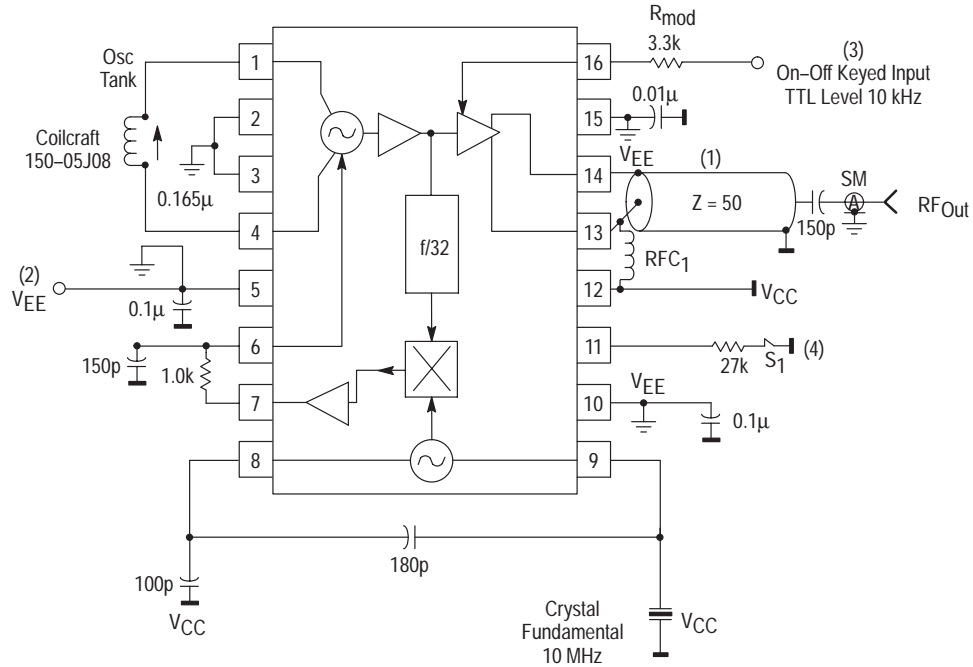 Osc
Tank
Coilcraft
150–05J08
0.165µ
(2)
VEE
0.1µ
150p
1.0k
1
2
3
4
5
6
7
8
f/32
16
15
14
13
12
11
10
9
Rmod
3.3k
(3)
On–Off Keyed Input
TTL Level 10 kHz
0.01µ
VEE
(1)
Z = 50
SM
A
150p
RFOut
RFC1
VCC
27k
S1
(4)
VEE
0.1µ
180p
100p
VCC
Crystal
Fundamental
10 MHz
VCC